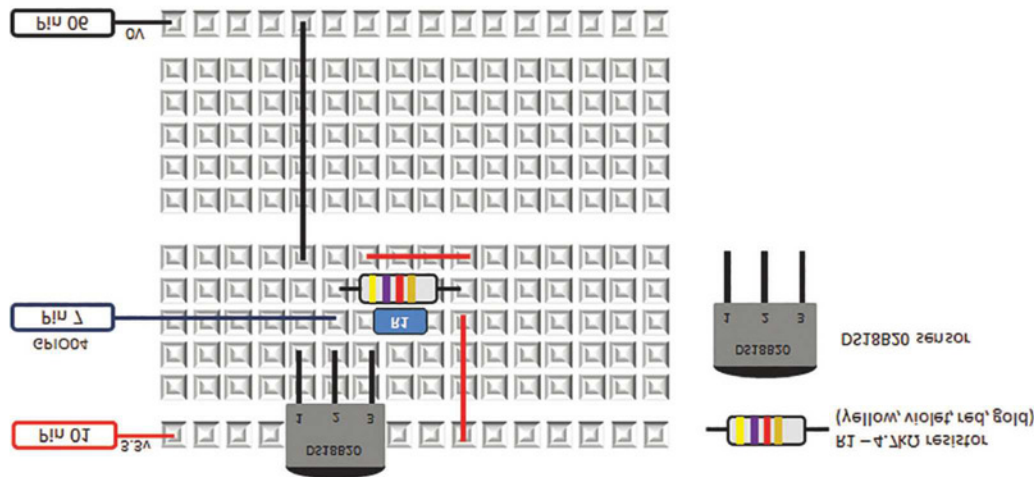 Pin 06
0V
Pin 7
GPIO04
R1
1 2 3
DS18B20
Pin 01
3.3v
1 2 3
DS18B20
DS18B20 sensor
R1 – 4.7kΩ resistor
(yellow, violet, red, gold)